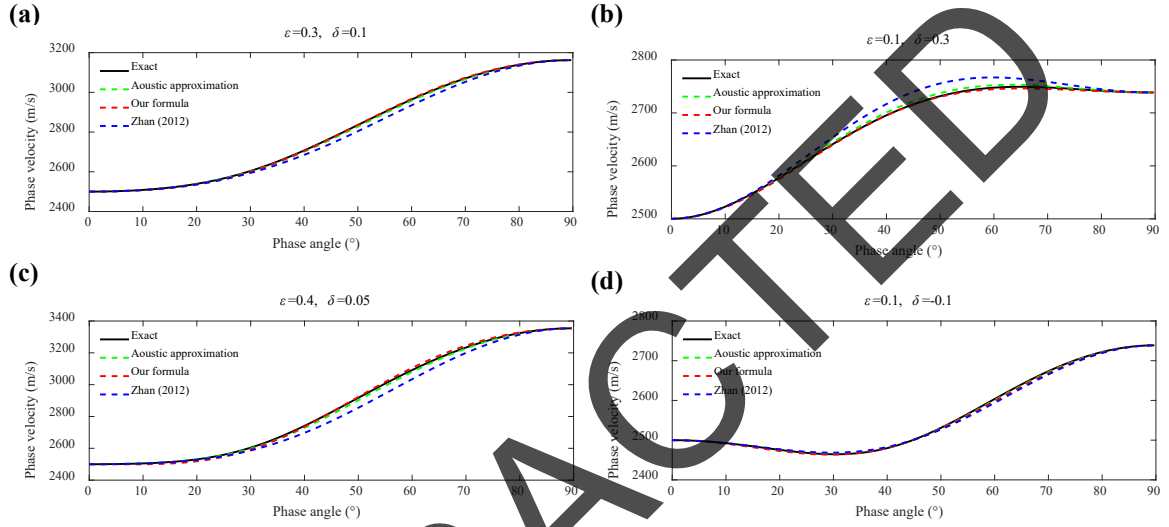 (a)
ε=0.3, δ=0.1
3200
3000
2800
2600
2400
Phase velocity (m/s)
Exact
Aoustic approximation
Our formula
Zhan (2012)
0 10 20 30 40 50 60 70 80 90
Phase angle (°)
(b)
ε=0.1, δ=0.3
2800
2700
2600
2500
Phase velocity (m/s)
Exact
Aoustic approximation
Our formula
Zhan (2012)
0 10 20 30 40 50 60 70 80 90
Phase angle (°)
(c)
ε=0.4, δ=0.05
3400
3200
3000
2800
2600
2400
Phase velocity (m/s)
Exact
Aoustic approximation
Our formula
Zhan (2012)
0 10 20 30 40 50 60 70 80 90
Phase angle (°)
(d)
ε=0.1, δ=-0.1
2800
2700
2600
2500
2400
Phase velocity (m/s)
Exact
Aoustic approximation
Our formula
Zhan (2012)
0 10 20 30 40 50 60 70 80 90
Phase angle (°)
ACTED